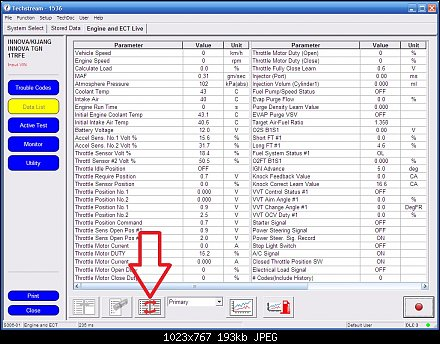 Techstream - 1536
File Function Setup TechDoc User Help
System Select Stored Data Engine and ECT Live
INNOVA/KIJANG
INNOVA TGN
1TRFE
Input VIN
Trouble Codes
Data List
Active Test
Monitor
Utility
Print
Close
Parameter Value Unit
Vehicle Speed 0 km/h
Engine Speed 0 rpm
Calculate Load 0.0 %
MAF 0.31 gm/sec
Atmosphere Pressure 102 kPa(abs)
Coolant Temp 43 C
Intake Air 40 C
Engine Run Time 0 s
Initial Engine Coolant Temp 43.1 C
Initial Intake Air Temp 40.6 C
Battery Voltage 12.0 V
Accel Sens. No.1 Volt % 15.6 %
Accel Sens. No.2 Volt % 31.7 %
Throttle Sensor Volt % 18.4 %
Throttl Sensor #2 Volt % 50.5 %
Throttle Idle Position OFF
Throttle Require Position 0.7 V
Throttle Sensor Position 0.0 %
Throttle Position No.1 0.000 V
Throttle Position No.2 0.000 V
Throttle Position No.1 0.9 V
Throttle Position No.2 2.5 V
Throttle Position Command 0.7 V
Throttle Sens Open Pos #1 0.9 V
Throttle Sens Open Pos 2.0 V
Throttle Motor Current 0.0 A
Throttle Motor DUTY 16.2 %
Throttle Motor Current 0.000 A
Throttle Motor Open Du 0 %
Throttle Motor Close Du 0 %
Parameter Value Unit
Throttle Motor Duty (Open) 0 %
Throttle Motor Duty (Close) 0 %
Throttle Fully Close Learn 0.6 V
Injector (Port) 0.00 ms
Injection Volum (Cylinder1) 0.000 ml
Fuel Pump/Speed Status OFF
Evap Purge Flow 0.0 %
Purge Density Learn Value 0.000
EVAP Purge VSV OFF
Target Air-Fuel Ratio 1.350
O2S B1S1 0.00 V
Short FT #1 0.0 %
Long FT #1 4.6 %
Fuel System Status #1 OL
O2FT B1S1 0.000
IGN Advance 5.0 deg
Knock Feedback Value 0.0 CA
Knock Correct Learn Value 16.6 CA
VVT Control Status #1 OFF
VVT Aim Angle #1 0 %
VVT Change Angle #1 0.0 DegFR
VVT OCV Duty #1 0 %
Starter Signal OFF
Power Steering Signal OFF
Power Steer. Sig. Record ON
Stop Light Switch OFF
A/C Signal ON
Closed Throttle Position SW ON
Electrical Load Signal OFF
# Codes(Include History) 0
Primary
S306-01 Engine and ECT 235 ms Default User DLC 3
1023x767 193kb JPEG